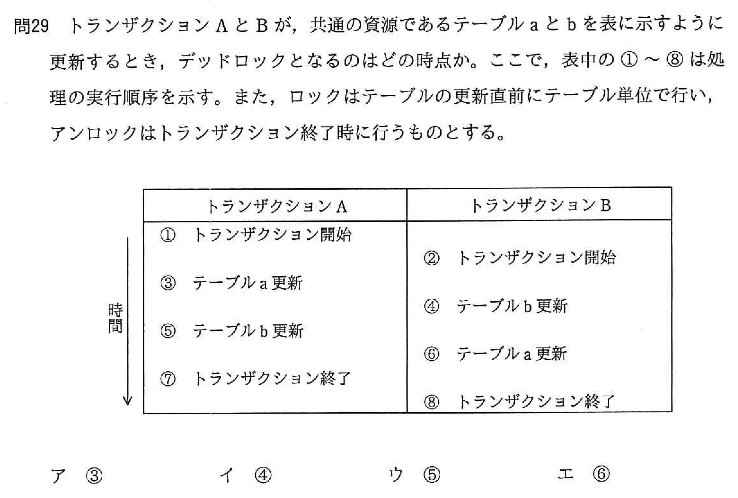 問29　トランザクションAとBが，共通の資源であるテーブルaとbを表に示すように
更新するとき，デッドロックとなるのはどの時点か。ここで，表中の①～⑧は処
理の実行順序を示す。また，ロックはテーブルの更新直前にテーブル単位で行い，
アンロックはトランザクション終了時に行うものとする。
トランザクションA　トランザクションB
①　トランザクション開始
②　トランザクション開始
③　テーブルa更新
④　テーブルb更新
⑤　テーブルb更新
⑥　テーブルa更新
⑦　トランザクション終了
⑧　トランザクション終了
時間
ア　③　イ　④　ウ　⑤　エ　⑥